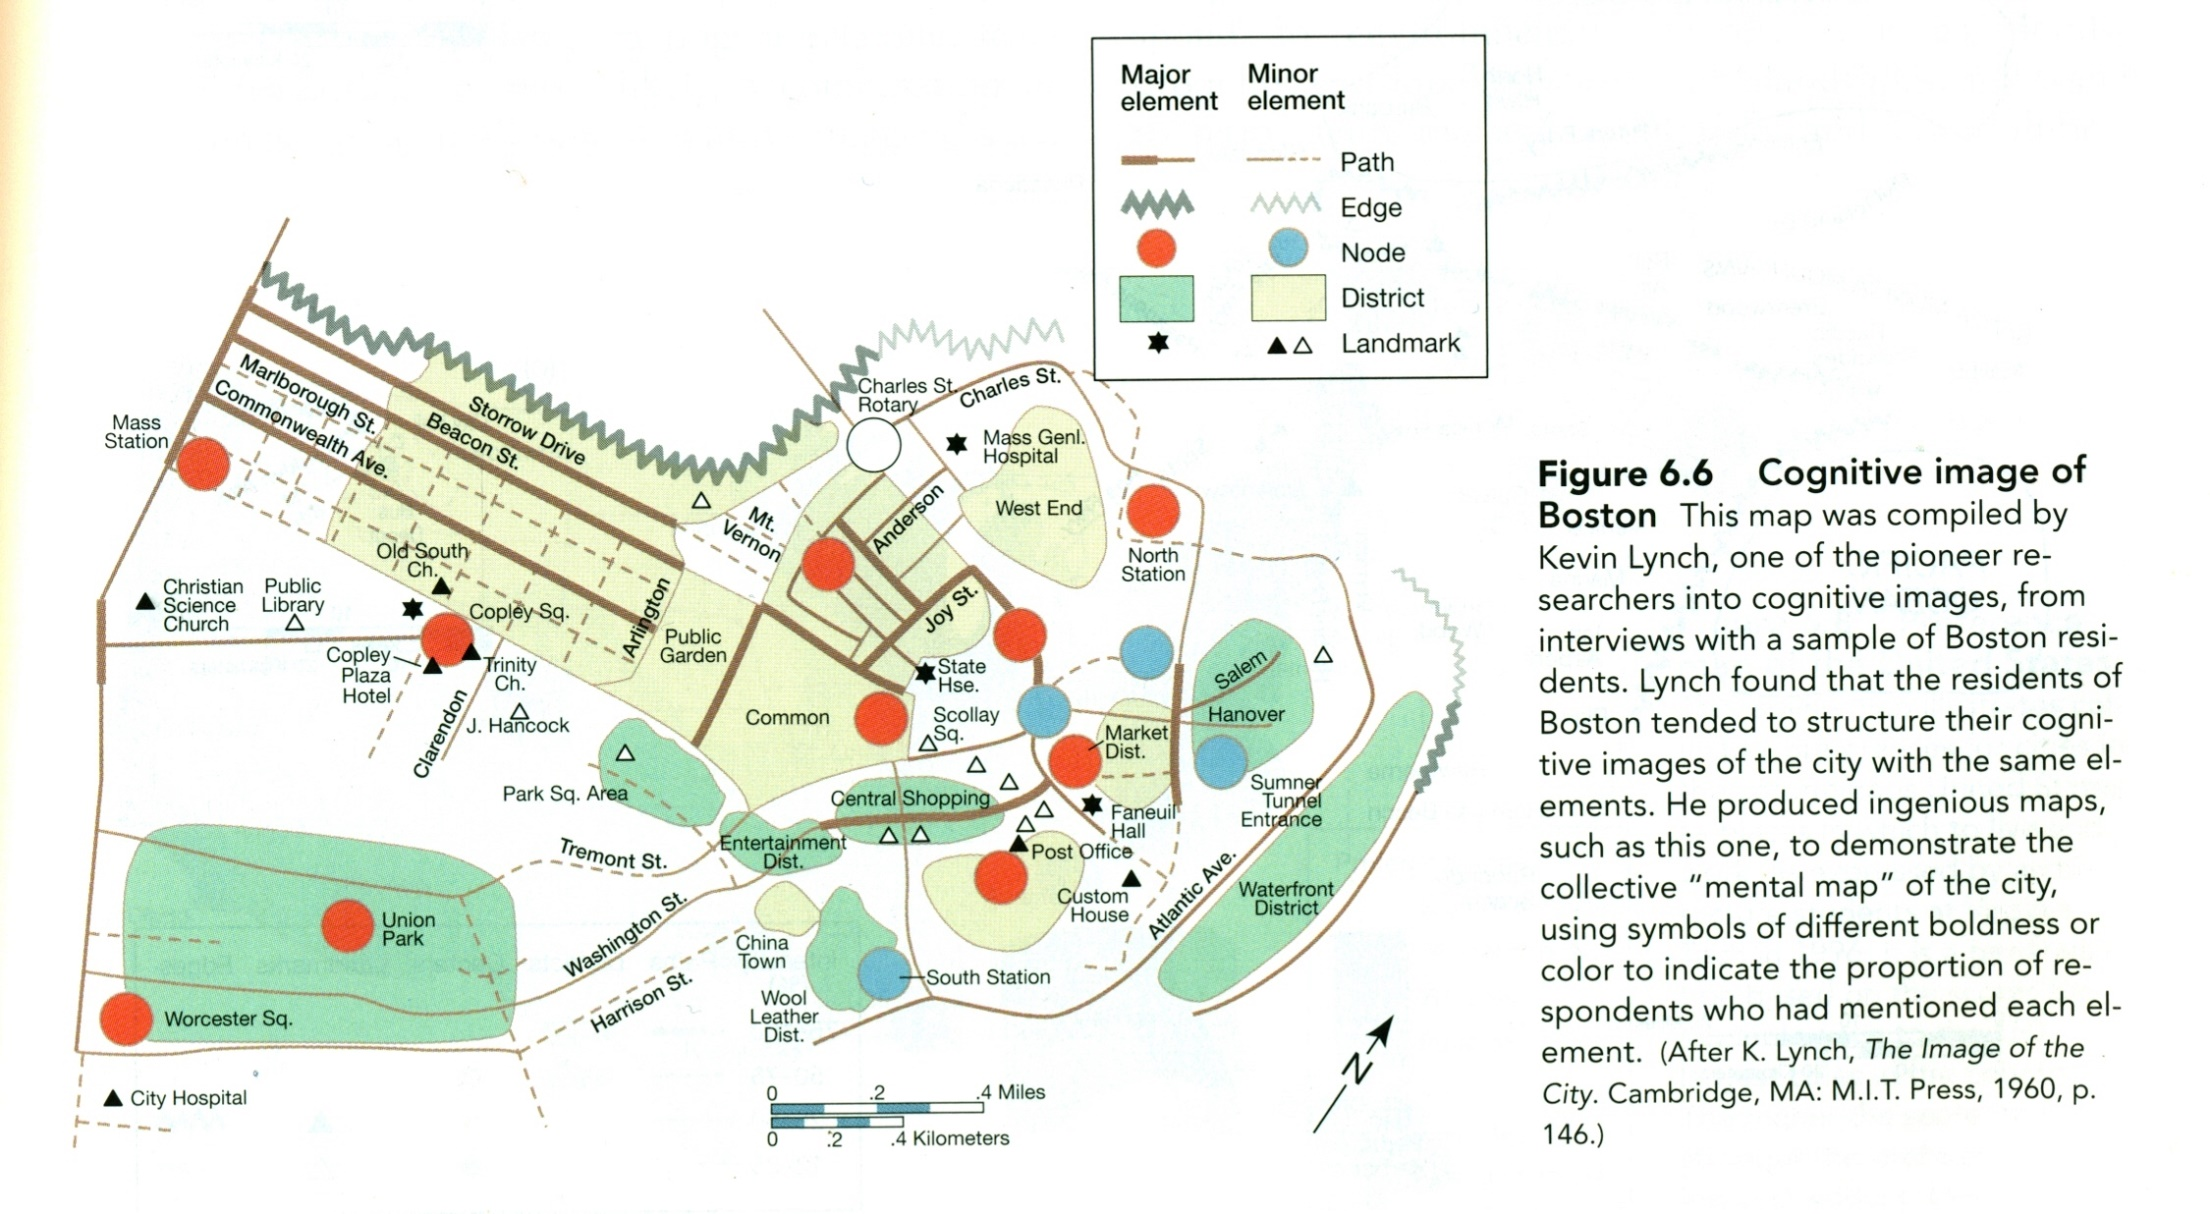 Major
element
Minor
element
Path
Edge
Node
District
Landmark
Charles St.
Rotary
Charles St.
Mass Genl.
Hospital
West End
North
Station
Mass
Station
Marlborough St.
Commonwealth Ave.
Storrow Drive
Beacon St.
Mt.
Vernon
Anderson
Joy St.
Old South
Ch.
Christian
Science
Church
Public
Library
Copley Sq.
Arlington
Public
Garden
Copley
Plaza
Hotel
Trinity
Ch.
Clarendon
J. Hancock
State
Hse.
Common
Scollay
Sq.
Market
Dist.
Salem
Hanover
Park Sq. Area
Central Shopping
Faneuil
Hall
Sumner
Tunnel
Entrance
Tremont St.
Entertainment
Dist.
Post Office
Custom
House
Atlantic Ave.
Waterfront
District
Union
Park
Washington St.
China
Town
South Station
Harrison St.
Wool
Leather
Dist.
Worcester Sq.
City Hospital
0 .2 .4 Miles
0 .2 .4 Kilometers
N
Figure 6.6 Cognitive image of
Boston This map was compiled by
Kevin Lynch, one of the pioneer re-
searchers into cognitive images, from
interviews with a sample of Boston resi-
dents. Lynch found that the residents of
Boston tended to structure their cogni-
tive images of the city with the same el-
ements. He produced ingenious maps,
such as this one, to demonstrate the
collective “mental map” of the city,
using symbols of different boldness or
color to indicate the proportion of re-
spondents who had mentioned each el-
ement. (After K. Lynch, The Image of the
City. Cambridge, MA: M.I.T. Press, 1960, p.
146.)